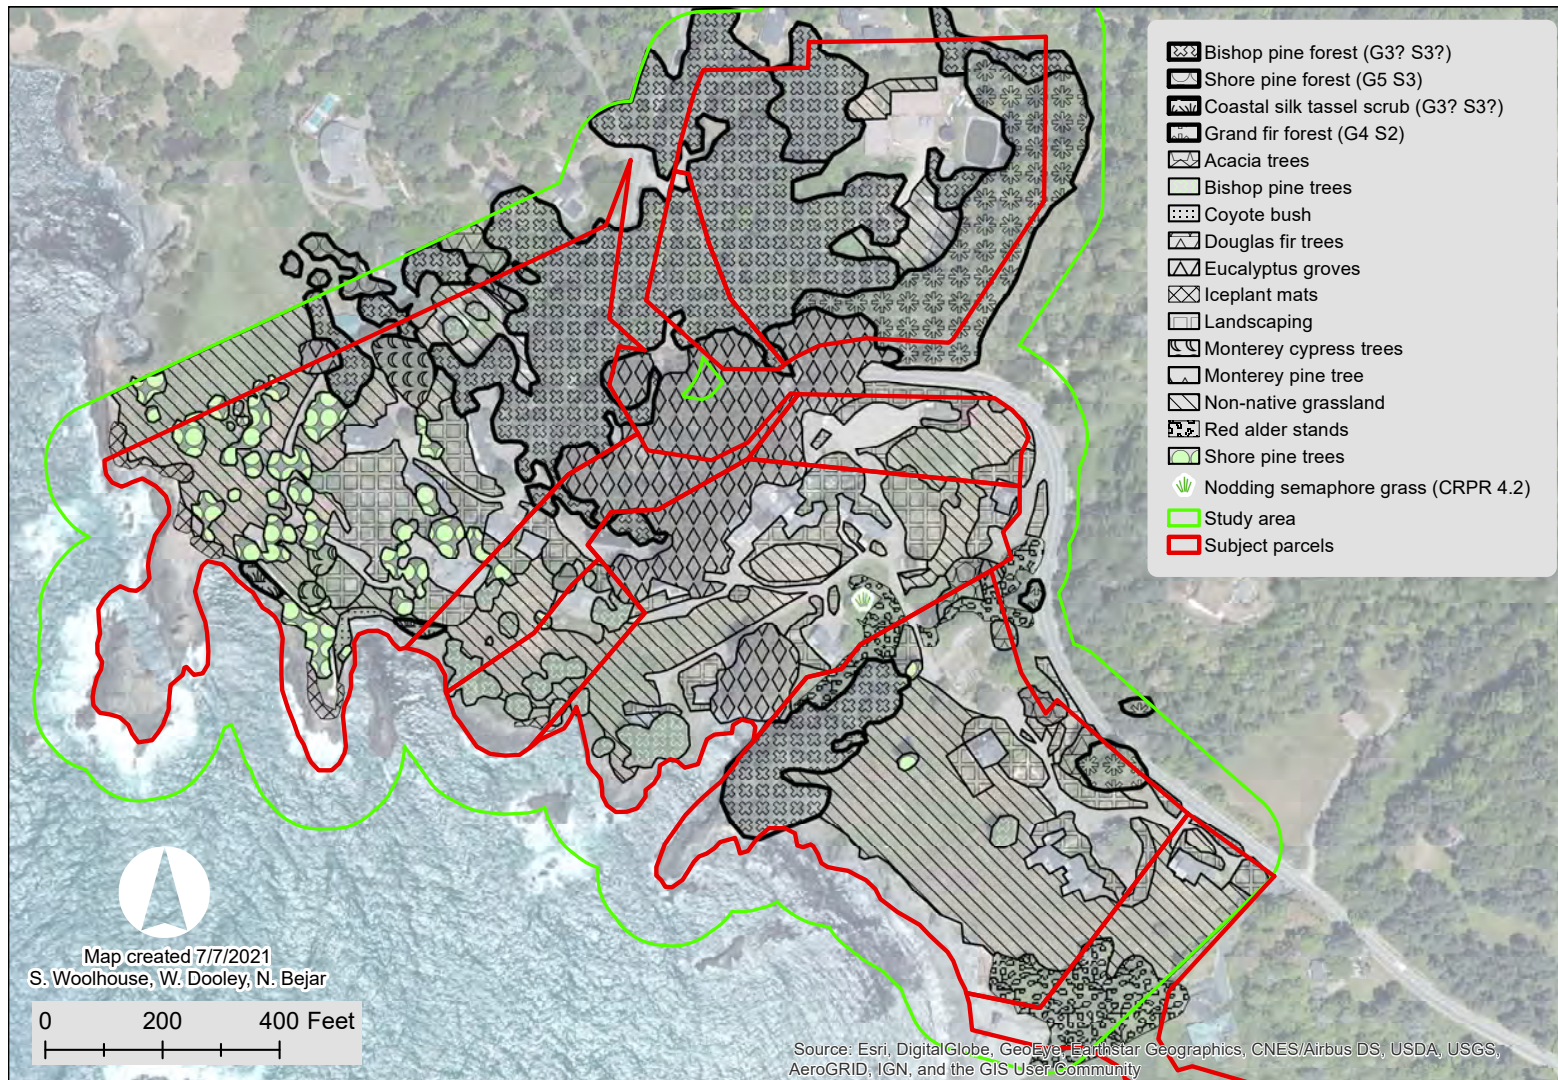 Bishop pine forest (G3? S3?)
Shore pine forest (G5 S3)
Coastal silk tassel scrub (G3? S3?)
Grand fir forest (G4 S2)
Acacia trees
Bishop pine trees
Coyote bush
Douglas fir trees
Eucalyptus groves
Iceplant mats
Landscaping
Monterey cypress trees
Monterey pine tree
Non-native grassland
Red alder stands
Shore pine trees
Nodding semaphore grass (CRPR 4.2)
Study area
Subject parcels
Map created 7/7/2021
S. Woolhouse, W. Dooley, N. Bejar
0 200 400 Feet
Source: Esri, DigitalGlobe, GeoEye, Earthstar Geographics, CNES/Airbus DS, USDA, USGS,
AeroGRID, IGN, and the GIS User Community